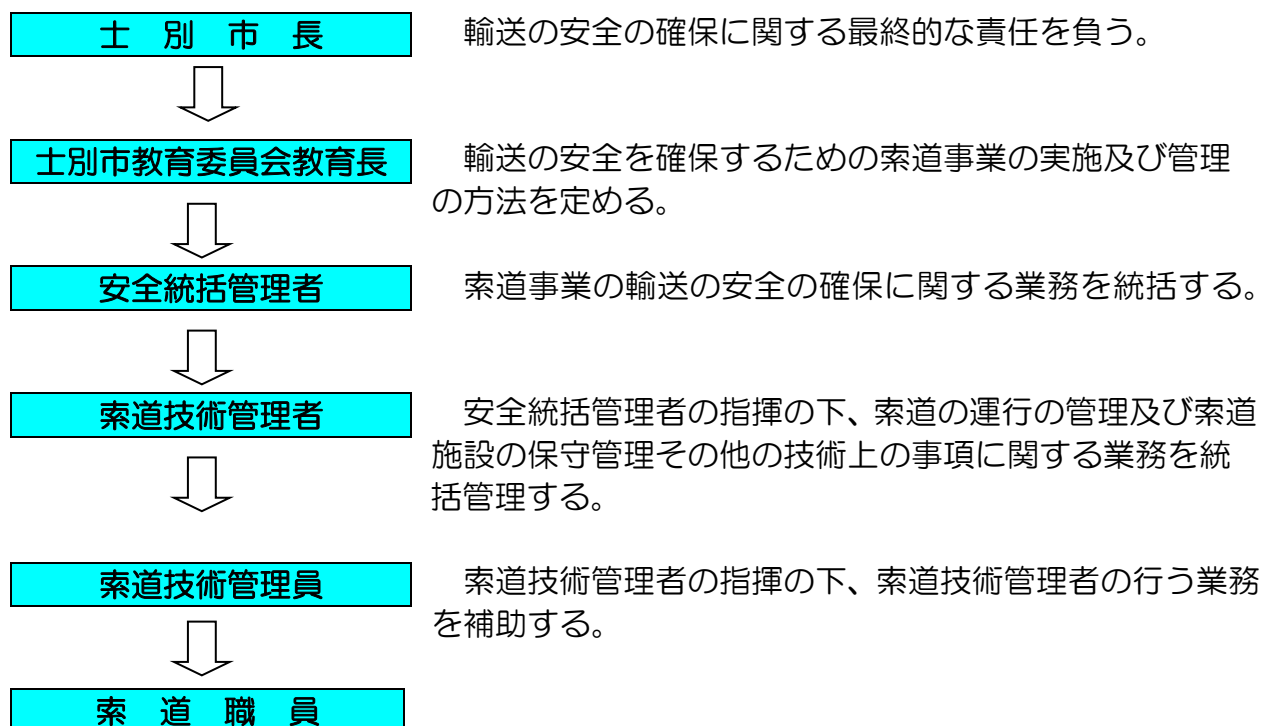 士 別 市 長
輸送の安全の確保に関する最終的な責任を負う。
士別市教育委員会教育長
輸送の安全を確保するための索道事業の実施及び管理
の方法を定める。
安全統括管理者
索道事業の輸送の安全の確保に関する業務を統括する。
索道技術管理者
安全統括管理者の指揮の下、索道の運行の管理及び索道
施設の保守管理その他の技術上の事項に関する業務を統
括管理する。
索道技術管理員
索道技術管理者の指揮の下、索道技術管理者の行う業務
を補助する。
索 道 職 員